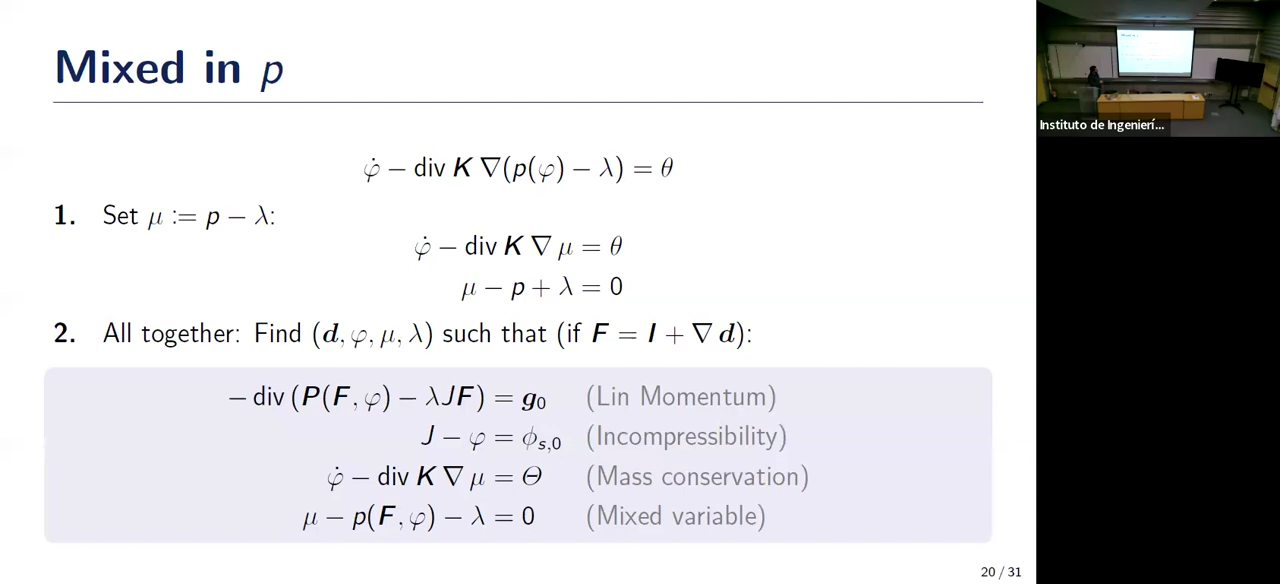 Mixed in p
φ̇ − div K ∇(p(φ) − λ) = θ
1. Set μ := p − λ:
φ̇ − div K ∇ μ = θ
μ − p + λ = 0
2. All together: Find (d, φ, μ, λ) such that (if F = I + ∇ d):
− div (P(F, φ) − λJF) = g₀ (Lin Momentum)
J − φ = ϕₛ,₀ (Incompressibility)
φ̇ − div K ∇ μ = Θ (Mass conservation)
μ − p(F, φ) − λ = 0 (Mixed variable)
20 / 31
Instituto de Ingenierí...